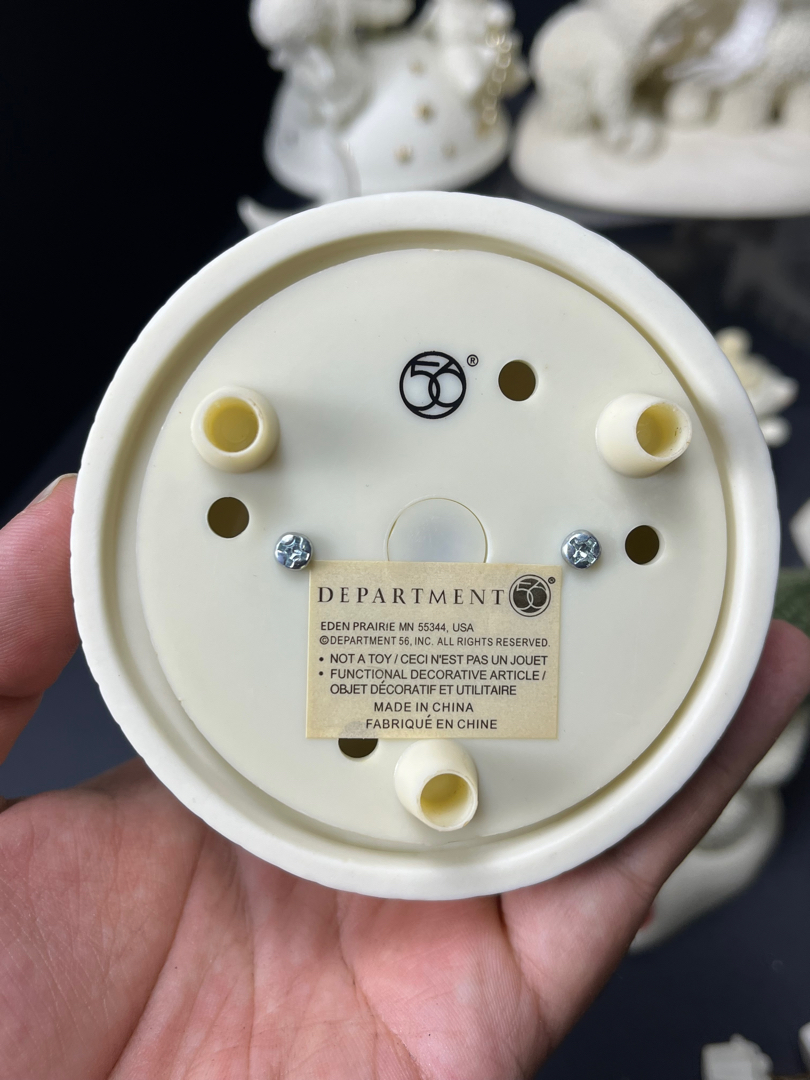 56®
DEPARTMENT 56®
EDEN PRAIRIE MN 55344, USA
©DEPARTMENT 56, INC. ALL RIGHTS RESERVED.
• NOT A TOY / CECI N'EST PAS UN JOUET
• FUNCTIONAL DECORATIVE ARTICLE /
OBJET DÉCORATIF ET UTILITAIRE
MADE IN CHINA
FABRIQUÉ EN CHINE